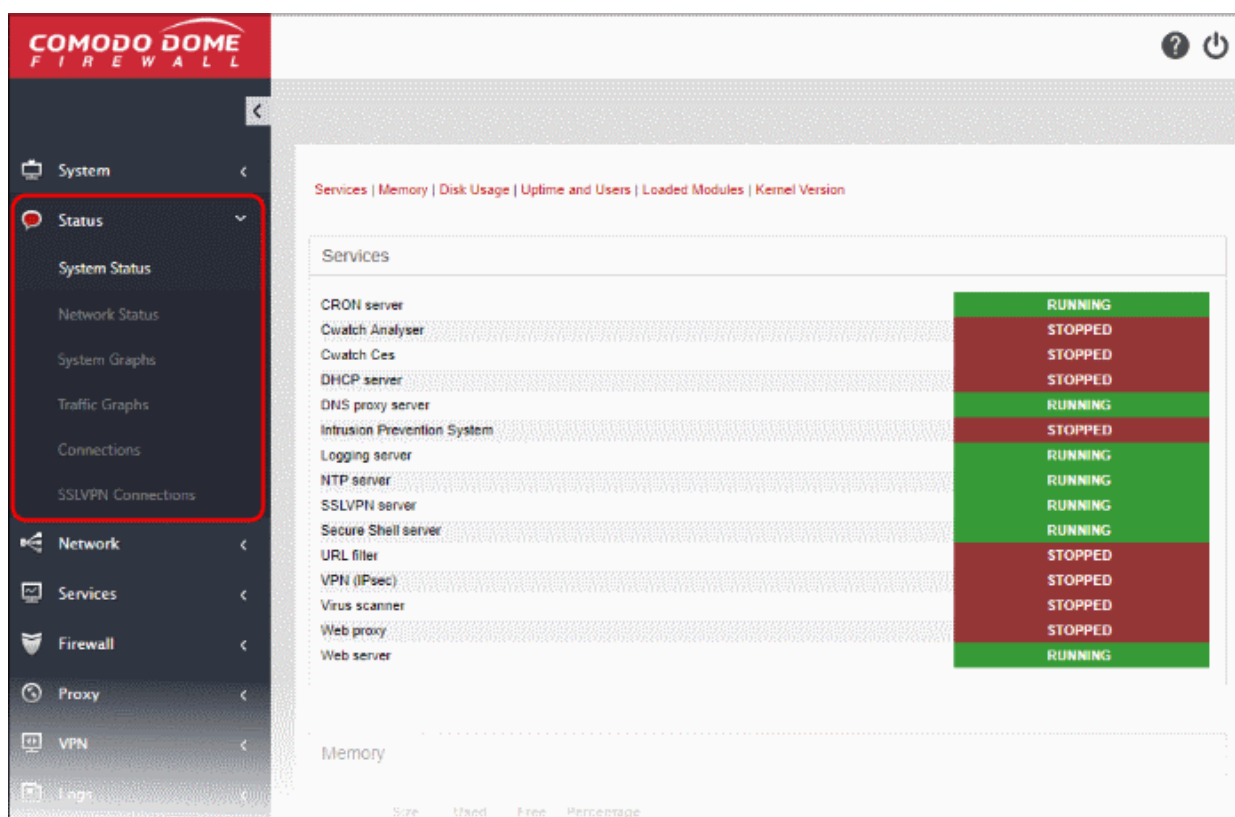 COMODO DOME
FIREWALL
System
Status
System Status
Network Status
System Graphs
Traffic Graphs
Connections
SSLVPN Connections
Network
Services
Firewall
Proxy
VPN
Logs
Services | Memory | Disk Usage | Uptime and Users | Loaded Modules | Kernel Version
Services
CRON server RUNNING
Cwatch Analyser STOPPED
Cwatch Ces STOPPED
DHCP server STOPPED
DNS proxy server RUNNING
Intrusion Prevention System STOPPED
Logging server RUNNING
NTP server RUNNING
SSLVPN server RUNNING
Secure Shell server RUNNING
URL filter STOPPED
VPN (IPsec) STOPPED
Virus scanner STOPPED
Web proxy STOPPED
Web server RUNNING
Memory
Size Used Free Percentage